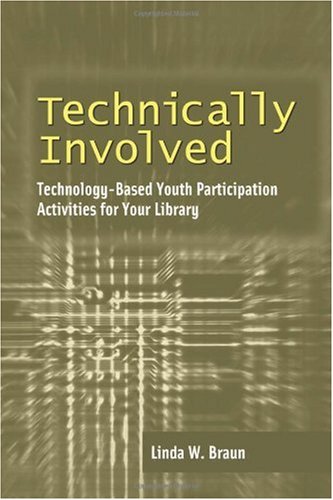 Technically
Involved
Technology-Based Youth Participation
Activities for Your Library
Linda W. Braun